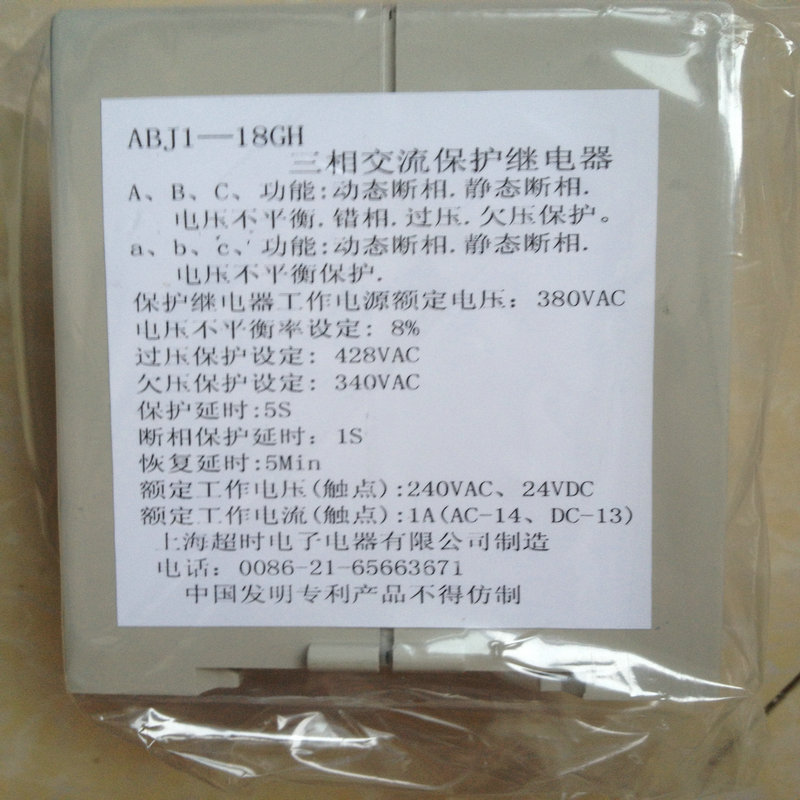 ABJ1—18GH
三相交流保护继电器
A、B、C、功能:动态断相.静态断相.
电压不平衡.错相.过压.欠压保护。
a、b、c、功能:动态断相.静态断相.
电压不平衡保护.
保护继电器工作电源额定电压: 380VAC
电压不平衡率设定: 8%
过压保护设定: 428VAC
欠压保护设定: 340VAC
保护延时:5S
断相保护延时: 1S
恢复延时:5Min
额定工作电压(触点):240VAC、24VDC
额定工作电流(触点):1A(AC-14、DC-13)
上海超时电子电器有限公司制造
电话: 0086-21-65663671
中国发明专利产品不得仿制